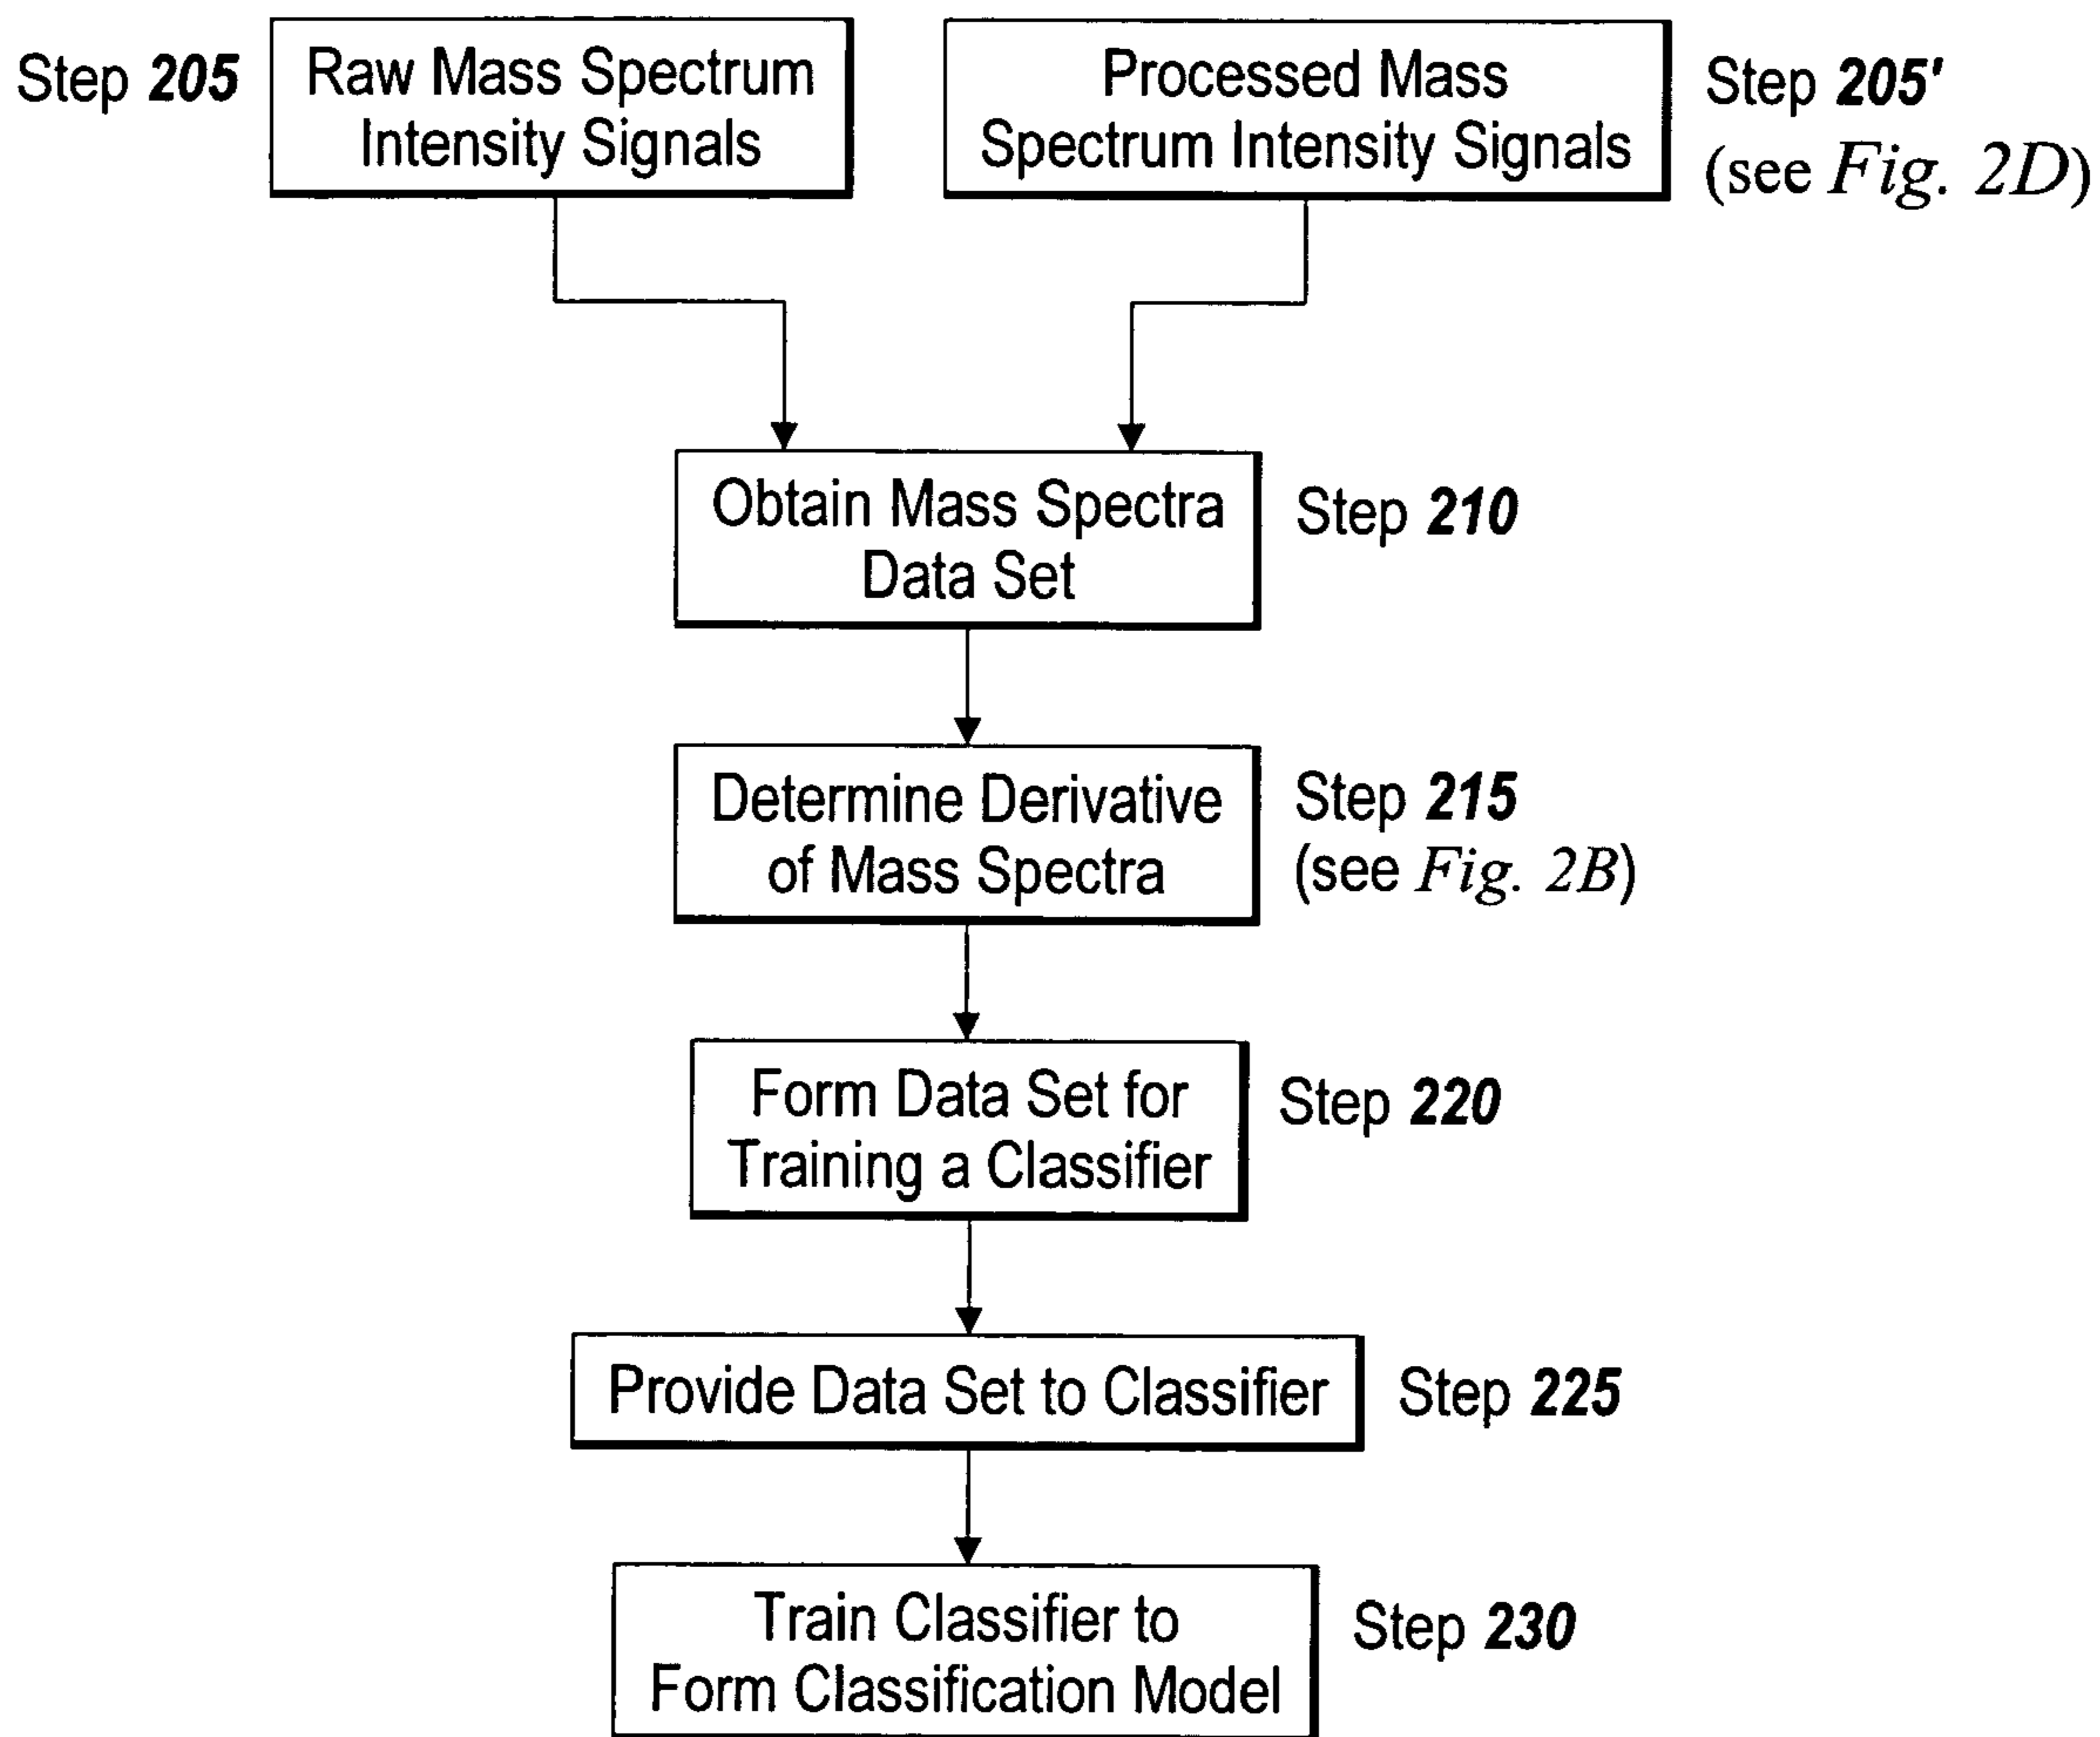 Step 205
Raw Mass Spectrum
Intensity Signals
Processed Mass
Spectrum Intensity Signals
Step 205'
(see Fig. 2D)
Obtain Mass Spectra
Data Set
Step 210
Determine Derivative
of Mass Spectra
Step 215
(see Fig. 2B)
Form Data Set for
Training a Classifier
Step 220
Provide Data Set to Classifier
Step 225
Train Classifier to
Form Classification Model
Step 230